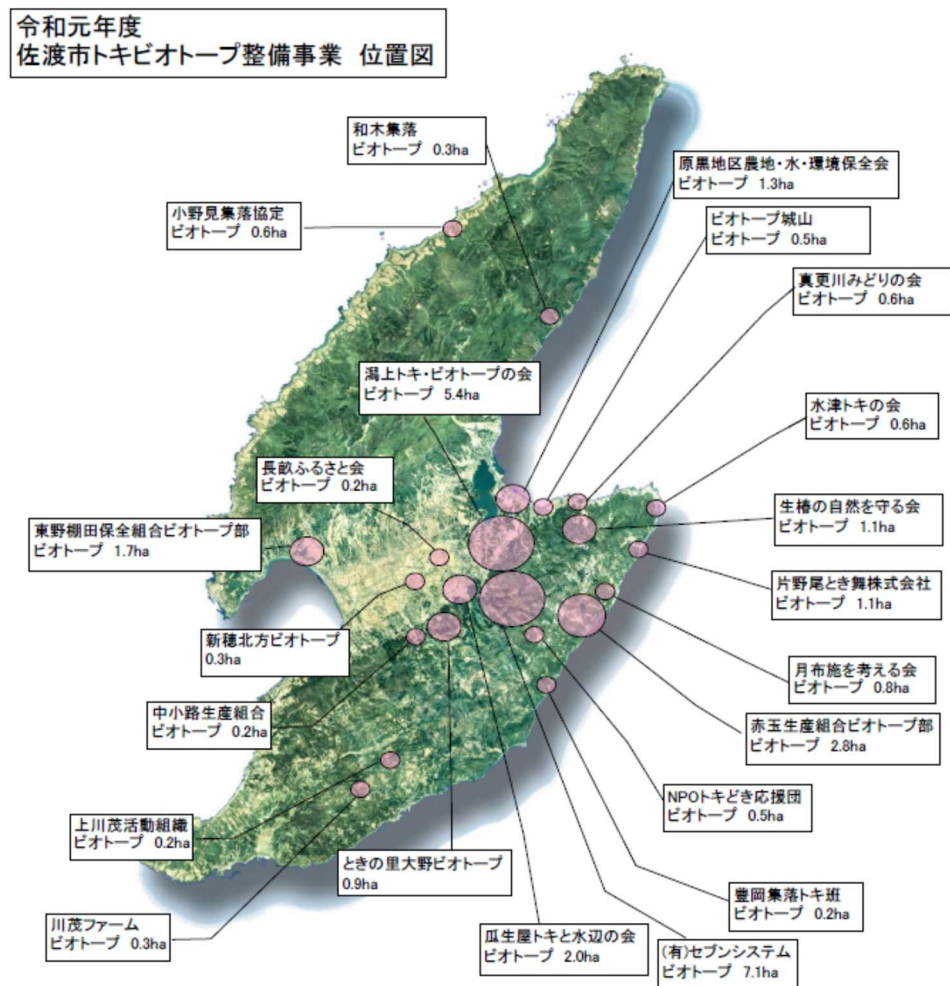 令和元年度
佐渡市トキビオトープ整備事業 位置図
和木集落
ビオトープ 0.3ha
原黒地区農地・水・環境保全会
ビオトープ 1.3ha
小野見集落協定
ビオトープ 0.6ha
ビオトープ城山
ビオトープ 0.5ha
真更川みどりの会
ビオトープ 0.6ha
潟上トキ・ビオトープの会
ビオトープ 5.4ha
水津トキの会
ビオトープ 0.6ha
長畝ふるさと会
ビオトープ 0.2ha
生椿の自然を守る会
ビオトープ 1.1ha
東野棚田保全組合ビオトープ部
ビオトープ 1.7ha
片野尾とき舞株式会社
ビオトープ 1.1ha
新穂北方ビオトープ
0.3ha
月布施を考える会
ビオトープ 0.8ha
中小路生産組合
ビオトープ 0.2ha
赤玉生産組合ビオトープ部
ビオトープ 2.8ha
NPOトキどき応援団
ビオトープ 0.5ha
上川茂活動組織
ビオトープ 0.2ha
ときの里大野ビオトープ
0.9ha
豊岡集落トキ班
ビオトープ 0.2ha
川茂ファーム
ビオトープ 0.3ha
瓜生屋トキと水辺の会
ビオトープ 2.0ha
(有)セブンシステム
ビオトープ 7.1ha